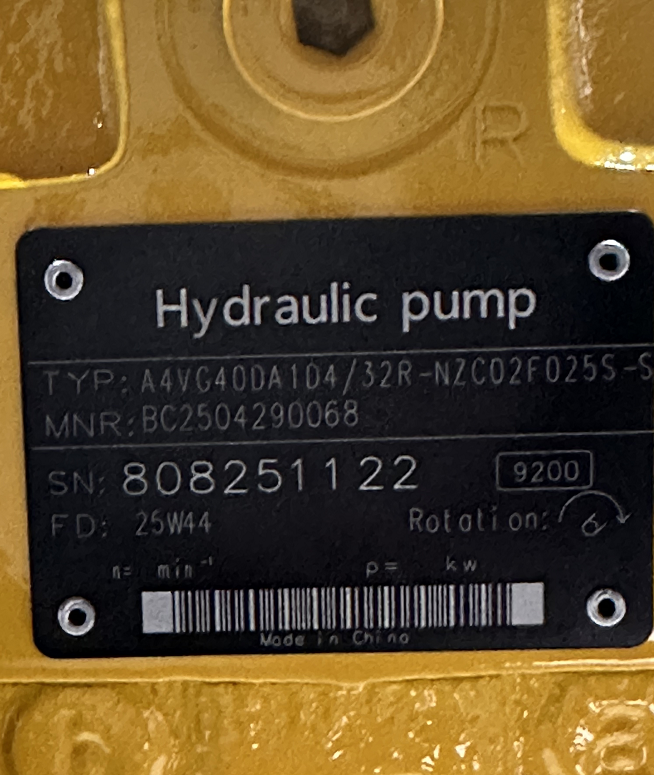 R
Hydraulic pump
TYP: A4VG40DA1D4/32R-NZC02F025S-S
MNR: BC2504290068
SN: 808251122 9200
FD: 25W44 Rotation:
n= min⁻¹ p= kw
Made in China
a